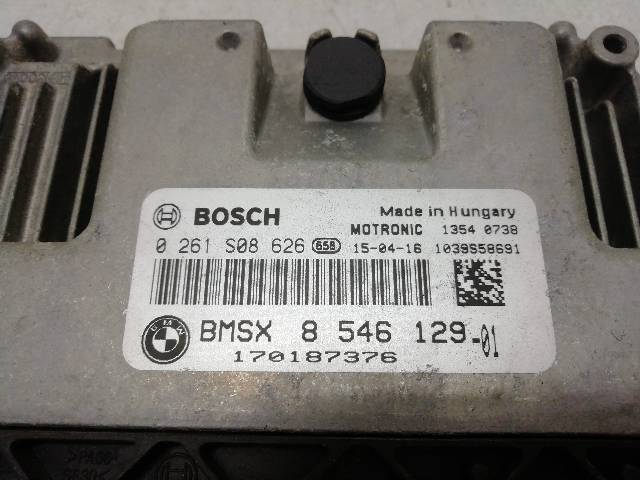 BOSCH
Made in Hungary
MOTRONIC 1354 0738
0 261 S08 626 658 15-04-16 1039S58691
BMW
BMSX 8 546 129-01
170187376